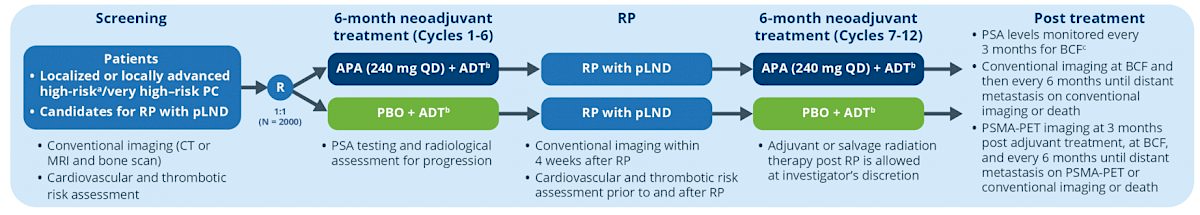 Screening
Patients
• Localized or locally advanced
high-riskᵃ/very high–risk PC
• Candidates for RP with pLND
• Conventional imaging (CT or
MRI and bone scan)
• Cardiovascular and thrombotic
risk assessment
R
1:1
(N = 2000)
6-month neoadjuvant
treatment (Cycles 1-6)
APA (240 mg QD) + ADTᵇ
PBO + ADTᵇ
PSA testing and radiological
assessment for progression
RP
RP with pLND
RP with pLND
• Conventional imaging within
4 weeks after RP
• Cardiovascular and thrombotic risk
assessment prior to and after RP
6-month neoadjuvant
treatment (Cycles 7-12)
APA (240 mg QD) + ADTᵇ
PBO + ADTᵇ
• Adjuvant or salvage radiation
therapy post RP is allowed
at investigator’s discretion
Post treatment
• PSA levels monitored every
3 months for BCFᶜ
• Conventional imaging at BCF and
then every 6 months until distant
metastasis on conventional
imaging or death
• PSMA-PET imaging at 3 months
post adjuvant treatment, at BCF,
and every 6 months until distant
metastasis on PSMA-PET or
conventional imaging or death